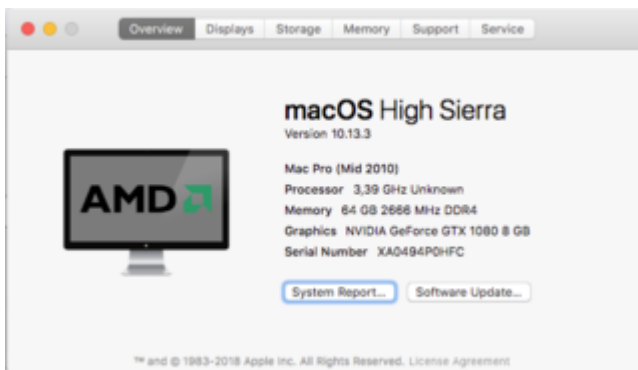 Overview Displays Storage Memory Support Service
macOS High Sierra
Version 10.13.3
Mac Pro (Mid 2010)
Processor 3,39 GHz Unknown
Memory 64 GB 2666 MHz DDR4
Graphics NVIDIA GeForce GTX 1080 8 GB
Serial Number XA0494P0HFC
AMD
System Report... Software Update...
™ and © 1983-2018 Apple Inc. All Rights Reserved. License Agreement